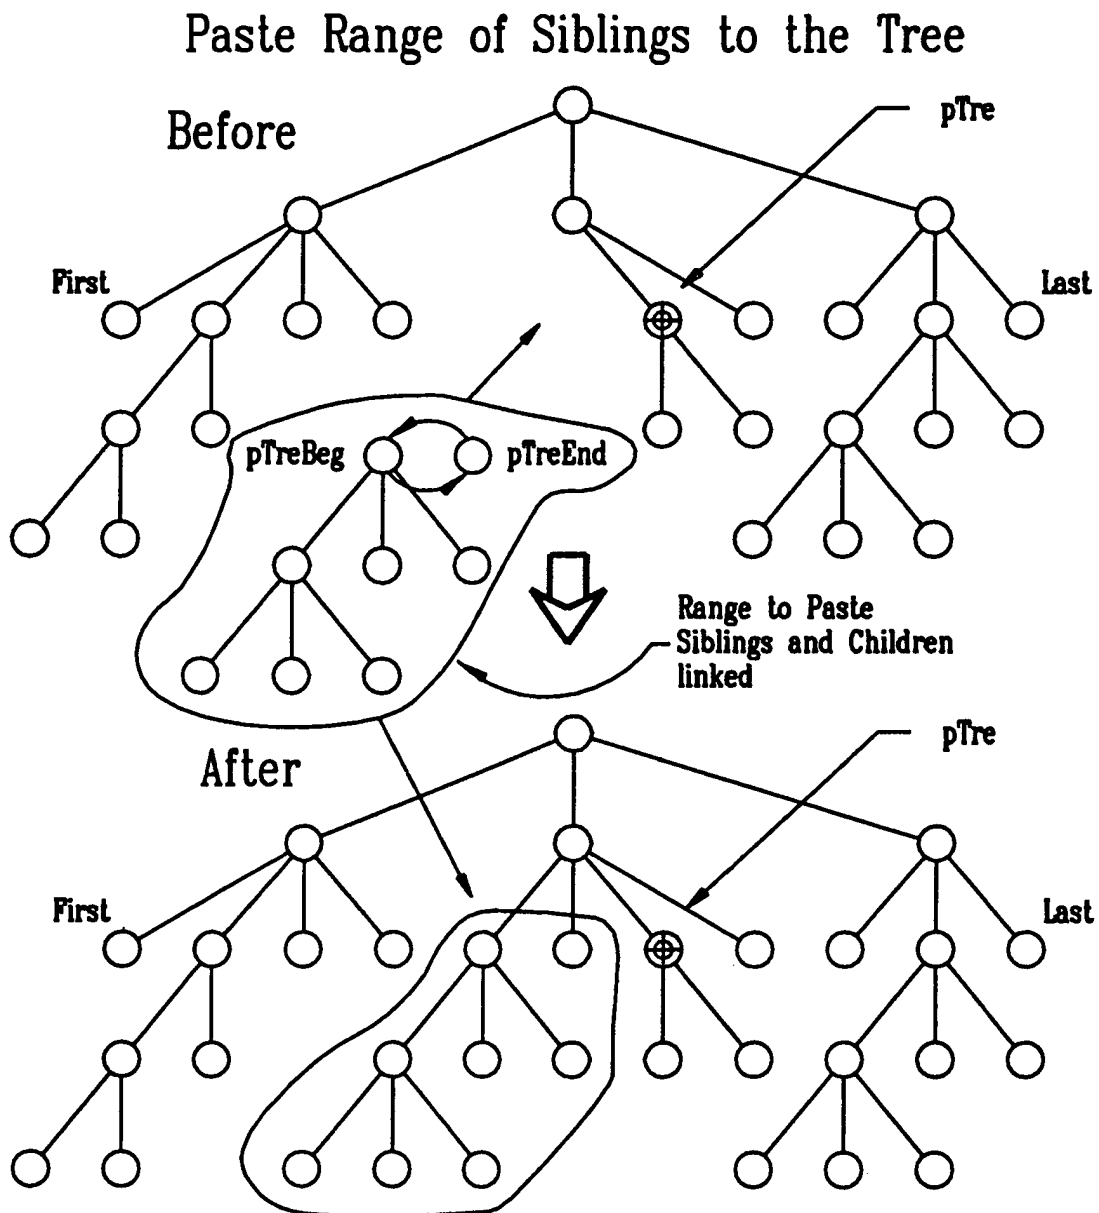 Paste Range of Siblings to the Tree
Before
pTre
First
Last
pTreBeg
pTreEnd
Range to Paste
Siblings and Children
linked
After
pTre
First
Last